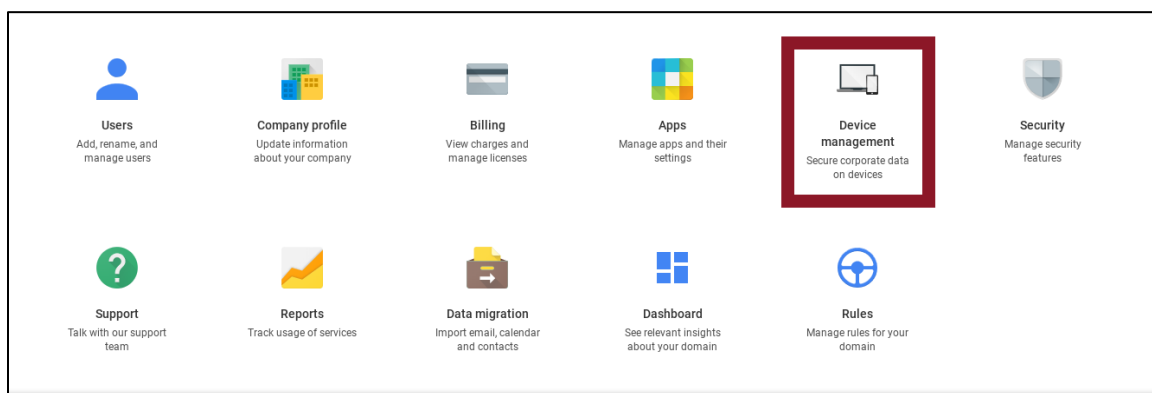 Users
Add, rename, and
manage users
Company profile
Update information
about your company
Billing
View charges and
manage licenses
Apps
Manage apps and their
settings
Device
management
Secure corporate data
on devices
Security
Manage security
features
?
Support
Talk with our support
team
Reports
Track usage of services
Data migration
Import email, calendar
and contacts
Dashboard
See relevant insights
about your domain
Rules
Manage rules for your
domain